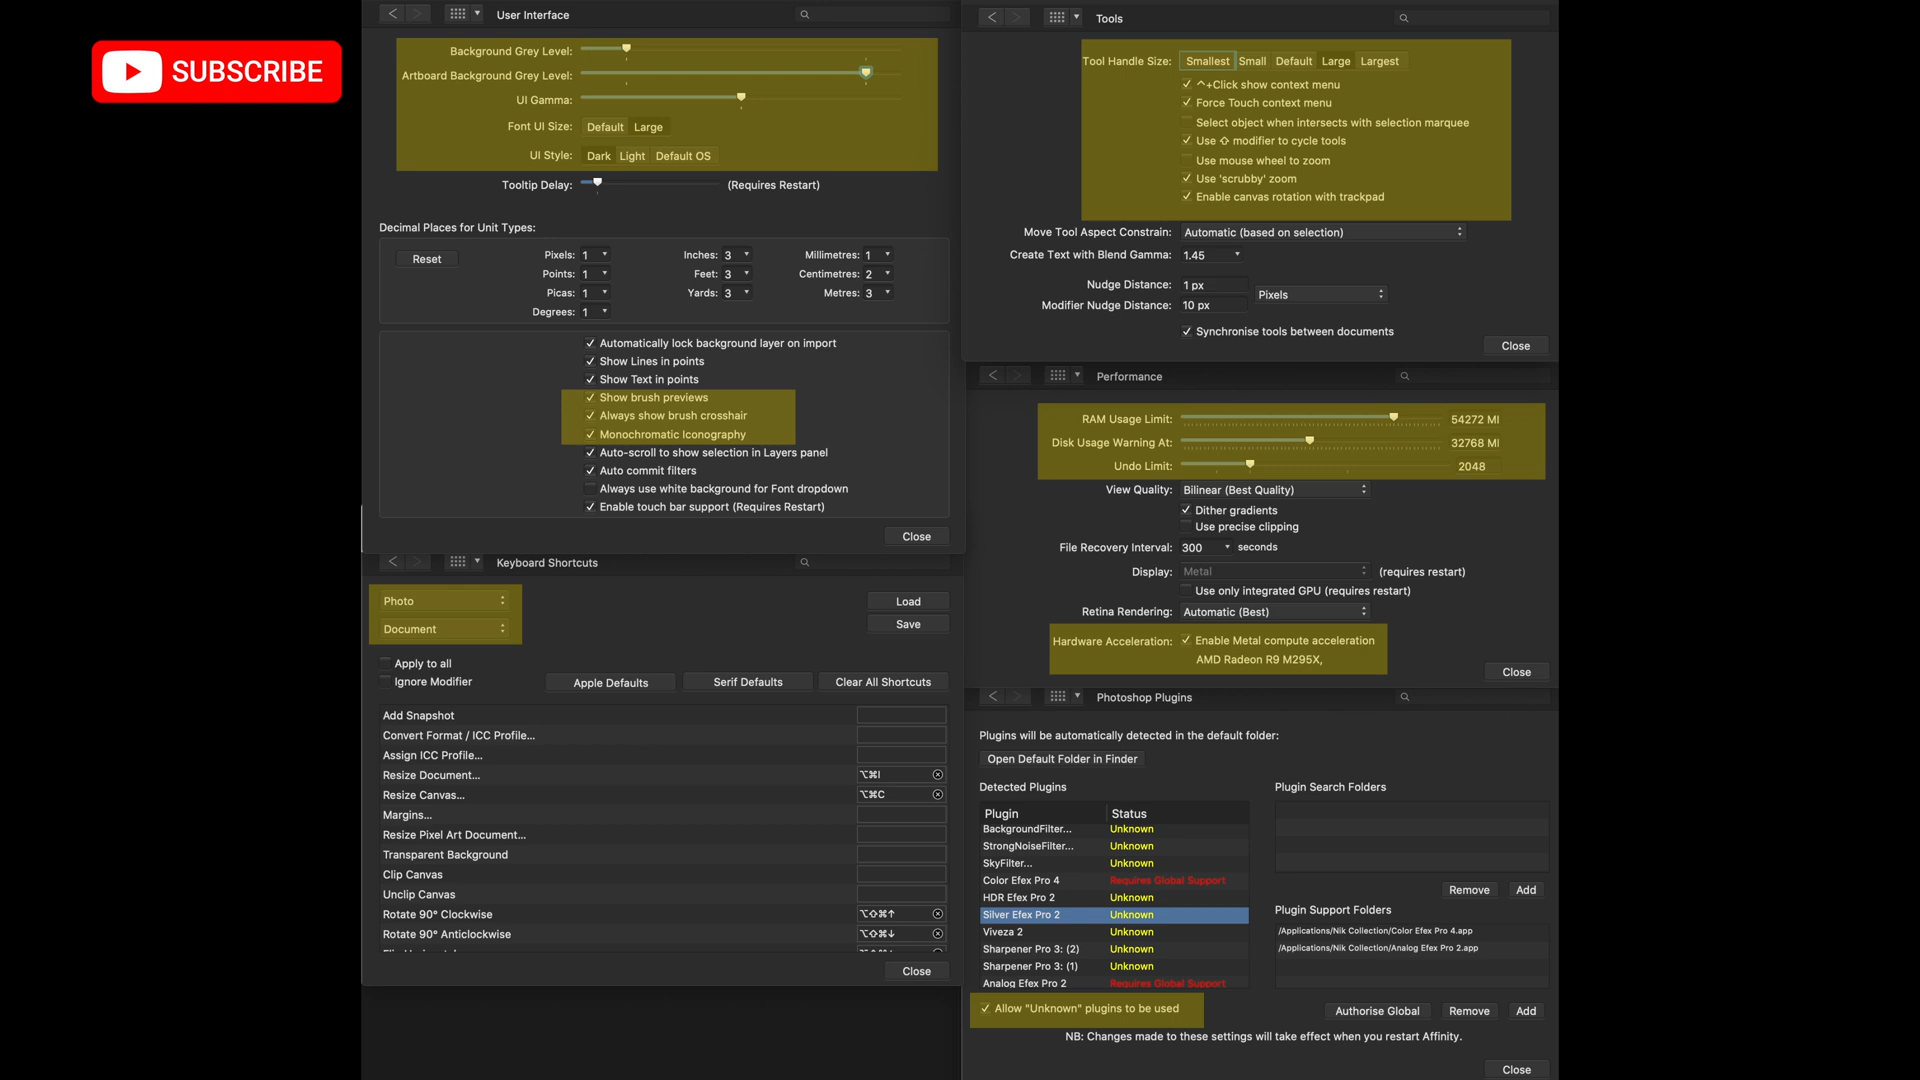 SUBSCRIBE
User Interface
Background Grey Level:
Artboard Background Grey Level:
UI Gamma:
Font UI Size: Default Large
UI Style: Dark Light Default OS
Tooltip Delay: (Requires Restart)
Decimal Places for Unit Types:
Reset
Pixels: 1 Inches: 3 Millimetres: 1
Points: 1 Feet: 3 Centimetres: 2
Picas: 1 Yards: 3 Metres: 3
Degrees: 1
Automatically lock background layer on import
Show Lines in points
Show Text in points
Show brush previews
Always show brush crosshair
Monochromatic Iconography
Auto-scroll to show selection in Layers panel
Auto commit filters
Always use white background for Font dropdown
Enable touch bar support (Requires Restart)
Close
Keyboard Shortcuts
Photo
Document
Load
Save
Apply to all
Ignore Modifier
Apple Defaults Serif Defaults Clear All Shortcuts
Add Snapshot
Convert Format / ICC Profile...
Assign ICC Profile...
Resize Document... ⌥⌘I
Resize Canvas... ⌥⌘C
Margins...
Resize Pixel Art Document...
Transparent Background
Clip Canvas
Unclip Canvas
Rotate 90° Clockwise ⌥⇧⌘↑
Rotate 90° Anticlockwise ⌥⇧⌘↓
Close
Tools
Tool Handle Size: Smallest Small Default Large Largest
^+Click show context menu
Force Touch context menu
Select object when intersects with selection marquee
Use ⇧ modifier to cycle tools
Use mouse wheel to zoom
Use 'scrubby' zoom
Enable canvas rotation with trackpad
Move Tool Aspect Constrain: Automatic (based on selection)
Create Text with Blend Gamma: 1.45
Nudge Distance: 1 px
Modifier Nudge Distance: 10 px
Pixels
Synchronise tools between documents
Close
Performance
RAM Usage Limit: 54272 MI
Disk Usage Warning At: 32768 MI
Undo Limit: 2048
View Quality: Bilinear (Best Quality)
Dither gradients
Use precise clipping
File Recovery Interval: 300 seconds
Display: Metal (requires restart)
Use only integrated GPU (requires restart)
Retina Rendering: Automatic (Best)
Hardware Acceleration: Enable Metal compute acceleration
AMD Radeon R9 M295X,
Close
Photoshop Plugins
Plugins will be automatically detected in the default folder:
Open Default Folder in Finder
Detected Plugins
Plugin Status
BackgroundFilter... Unknown
StrongNoiseFilter... Unknown
SkyFilter... Unknown
Color Efex Pro 4 Requires Global Support
HDR Efex Pro 2 Unknown
Silver Efex Pro 2 Unknown
Viveza 2 Unknown
Sharpener Pro 3: (2) Unknown
Sharpener Pro 3: (1) Unknown
Analog Efex Pro 2 Requires Global Support
Plugin Search Folders
Remove Add
Plugin Support Folders
/Applications/Nik Collection/Color Efex Pro 4.app
/Applications/Nik Collection/Analog Efex Pro 2.app
Allow "Unknown" plugins to be used
Authorise Global Remove Add
NB: Changes made to these settings will take effect when you restart Affinity.
Close